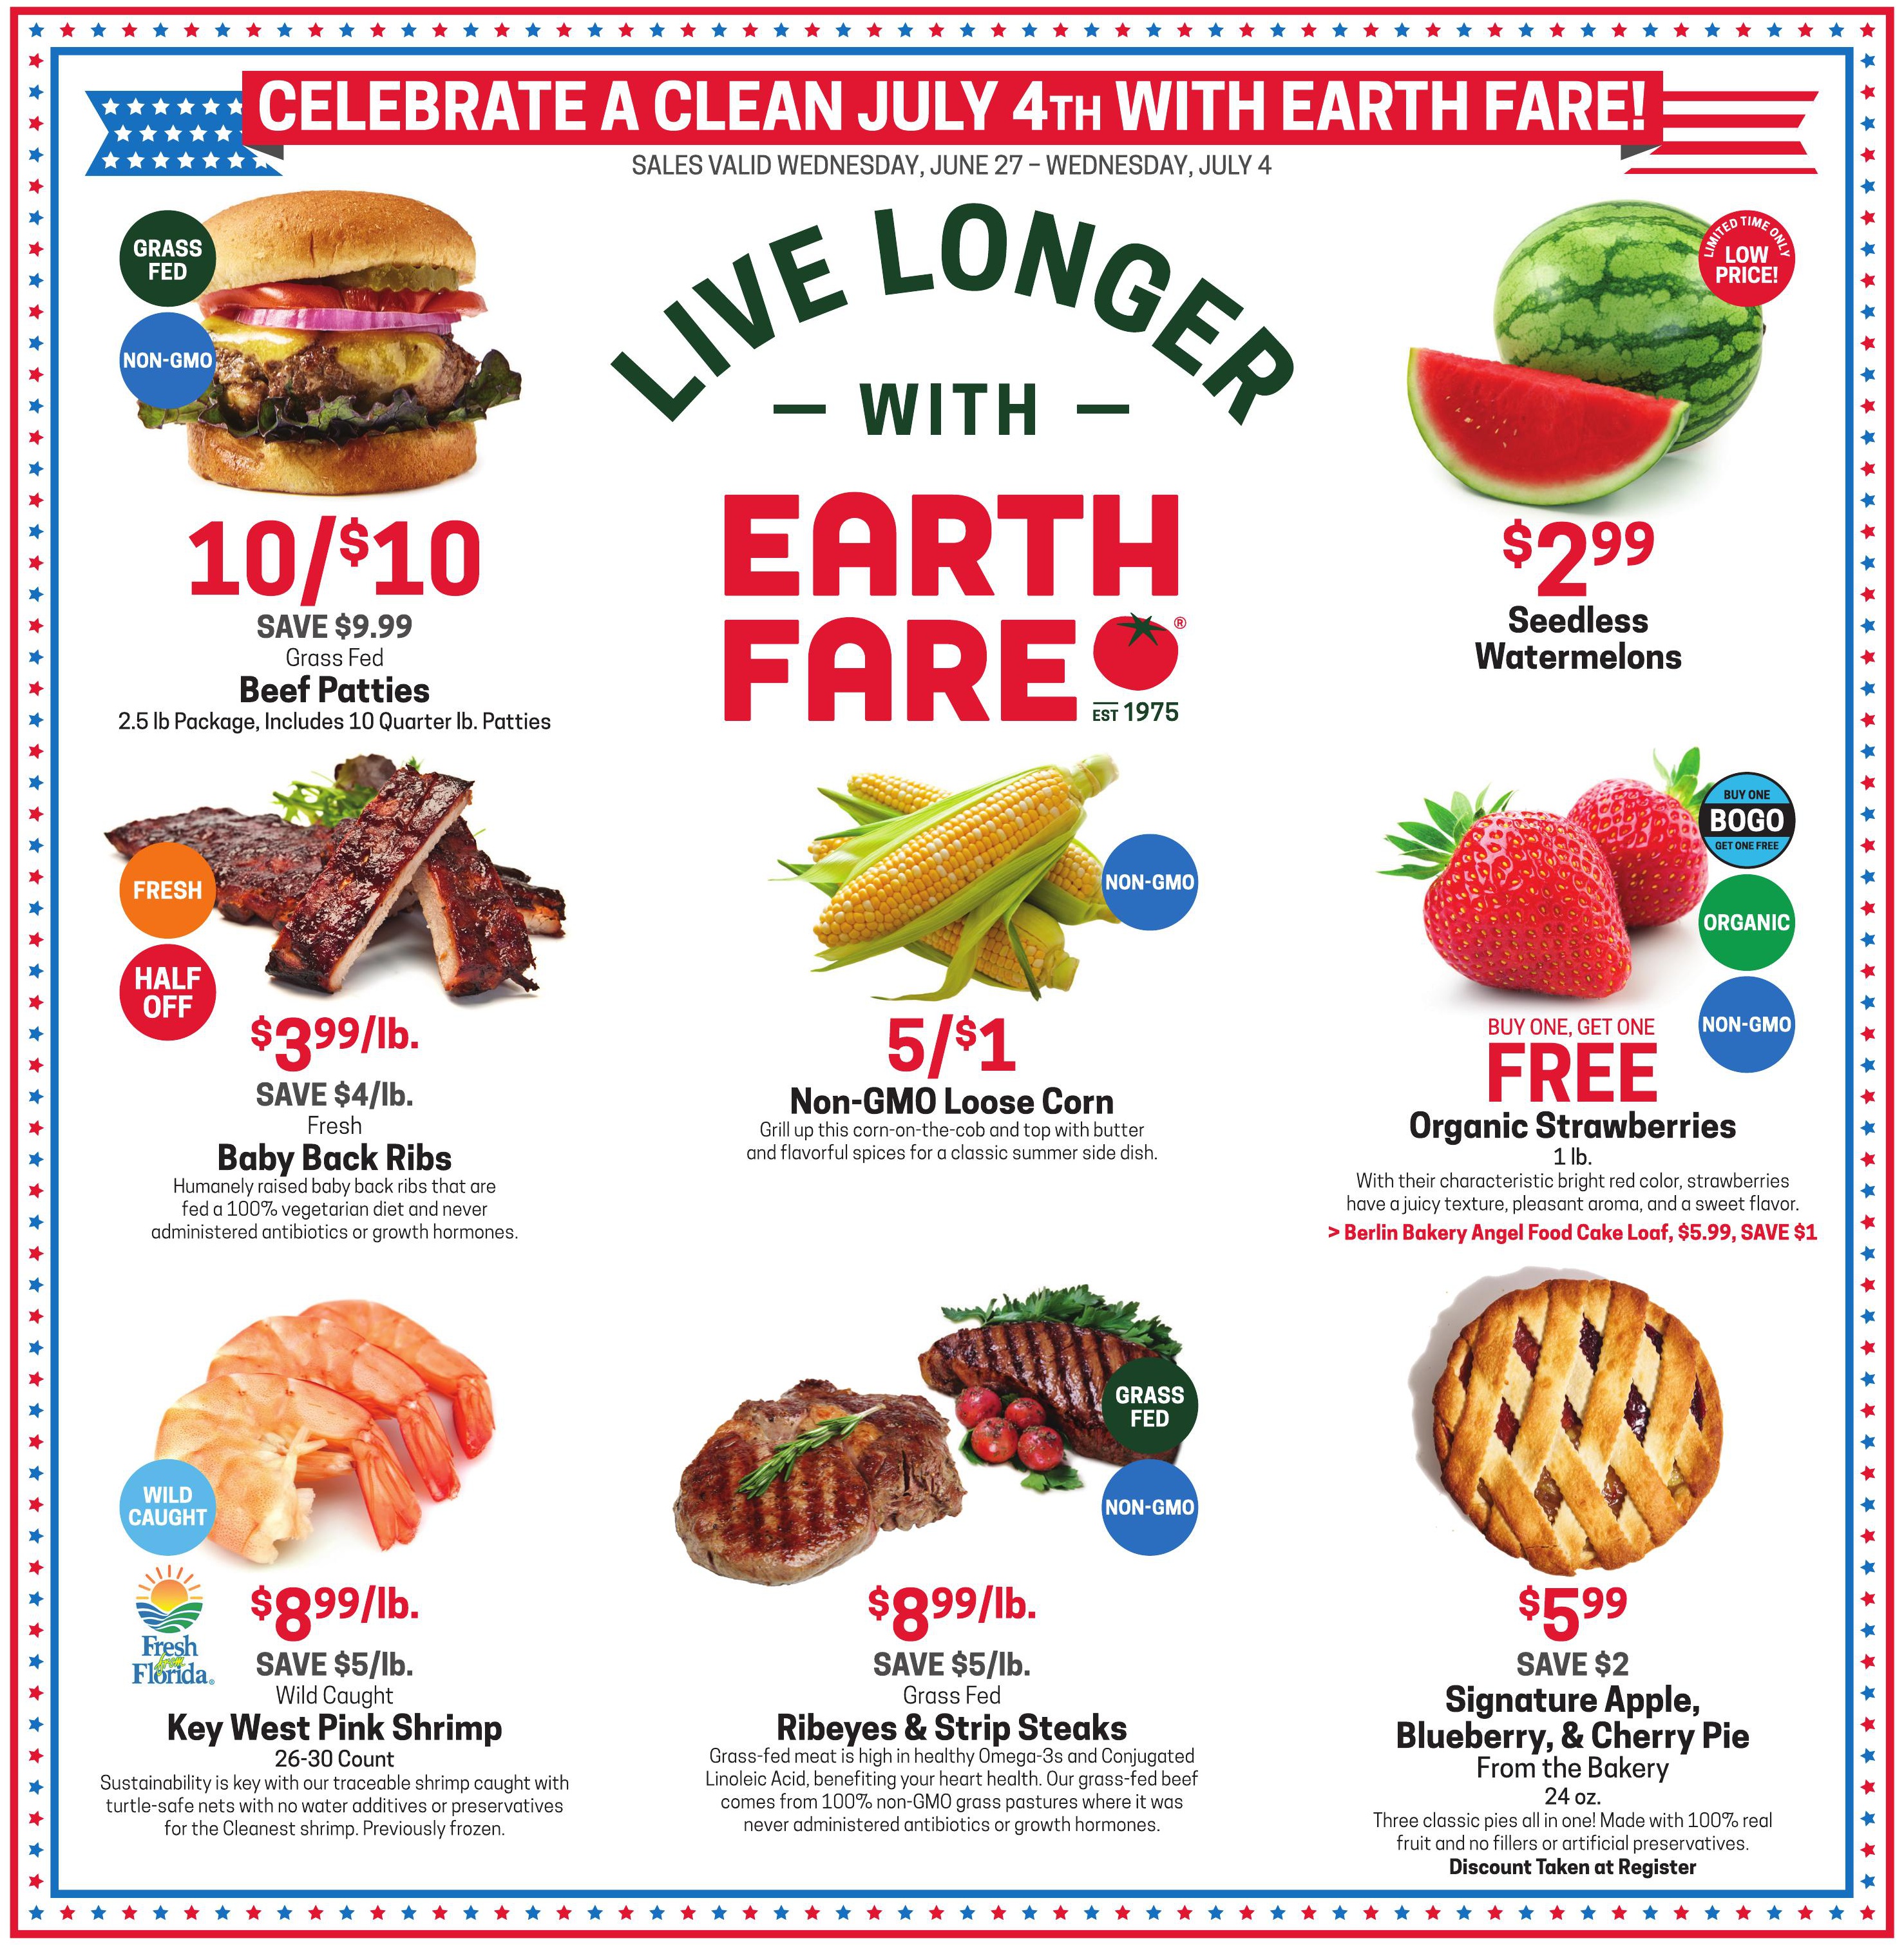 CELEBRATE A CLEAN JULY 4TH WITH EARTH FARE!
SALES VALID WEDNESDAY, JUNE 27 – WEDNESDAY, JULY 4
GRASS
FED
NON-GMO
10/$10
SAVE $9.99
Grass Fed
Beef Patties
2.5 lb Package, Includes 10 Quarter lb. Patties
LIVE LONGER
— WITH —
EARTH
FARE®
EST 1975
LIMITED TIME ONLY
LOW
PRICE!
$2.99
Seedless
Watermelons
FRESH
HALF
OFF
$3.99/lb.
SAVE $4/lb.
Fresh
Baby Back Ribs
Humanely raised baby back ribs that are
fed a 100% vegetarian diet and never
administered antibiotics or growth hormones.
NON-GMO
5/$1
Non-GMO Loose Corn
Grill up this corn-on-the-cob and top with butter
and flavorful spices for a classic summer side dish.
BUY ONE
BOGO
GET ONE FREE
ORGANIC
NON-GMO
BUY ONE, GET ONE
FREE
Organic Strawberries
1 lb.
With their characteristic bright red color, strawberries
have a juicy texture, pleasant aroma, and a sweet flavor.
> Berlin Bakery Angel Food Cake Loaf, $5.99, SAVE $1
WILD
CAUGHT
Fresh
from
Florida®
$8.99/lb.
SAVE $5/lb.
Wild Caught
Key West Pink Shrimp
26-30 Count
Sustainability is key with our traceable shrimp caught with
turtle-safe nets with no water additives or preservatives
for the Cleanest shrimp. Previously frozen.
GRASS
FED
NON-GMO
$8.99/lb.
SAVE $5/lb.
Grass Fed
Ribeyes & Strip Steaks
Grass-fed meat is high in healthy Omega-3s and Conjugated
Linoleic Acid, benefiting your heart health. Our grass-fed beef
comes from 100% non-GMO grass pastures where it was
never administered antibiotics or growth hormones.
$5.99
SAVE $2
Signature Apple,
Blueberry, & Cherry Pie
From the Bakery
24 oz.
Three classic pies all in one! Made with 100% real
fruit and no fillers or artificial preservatives.
Discount Taken at Register